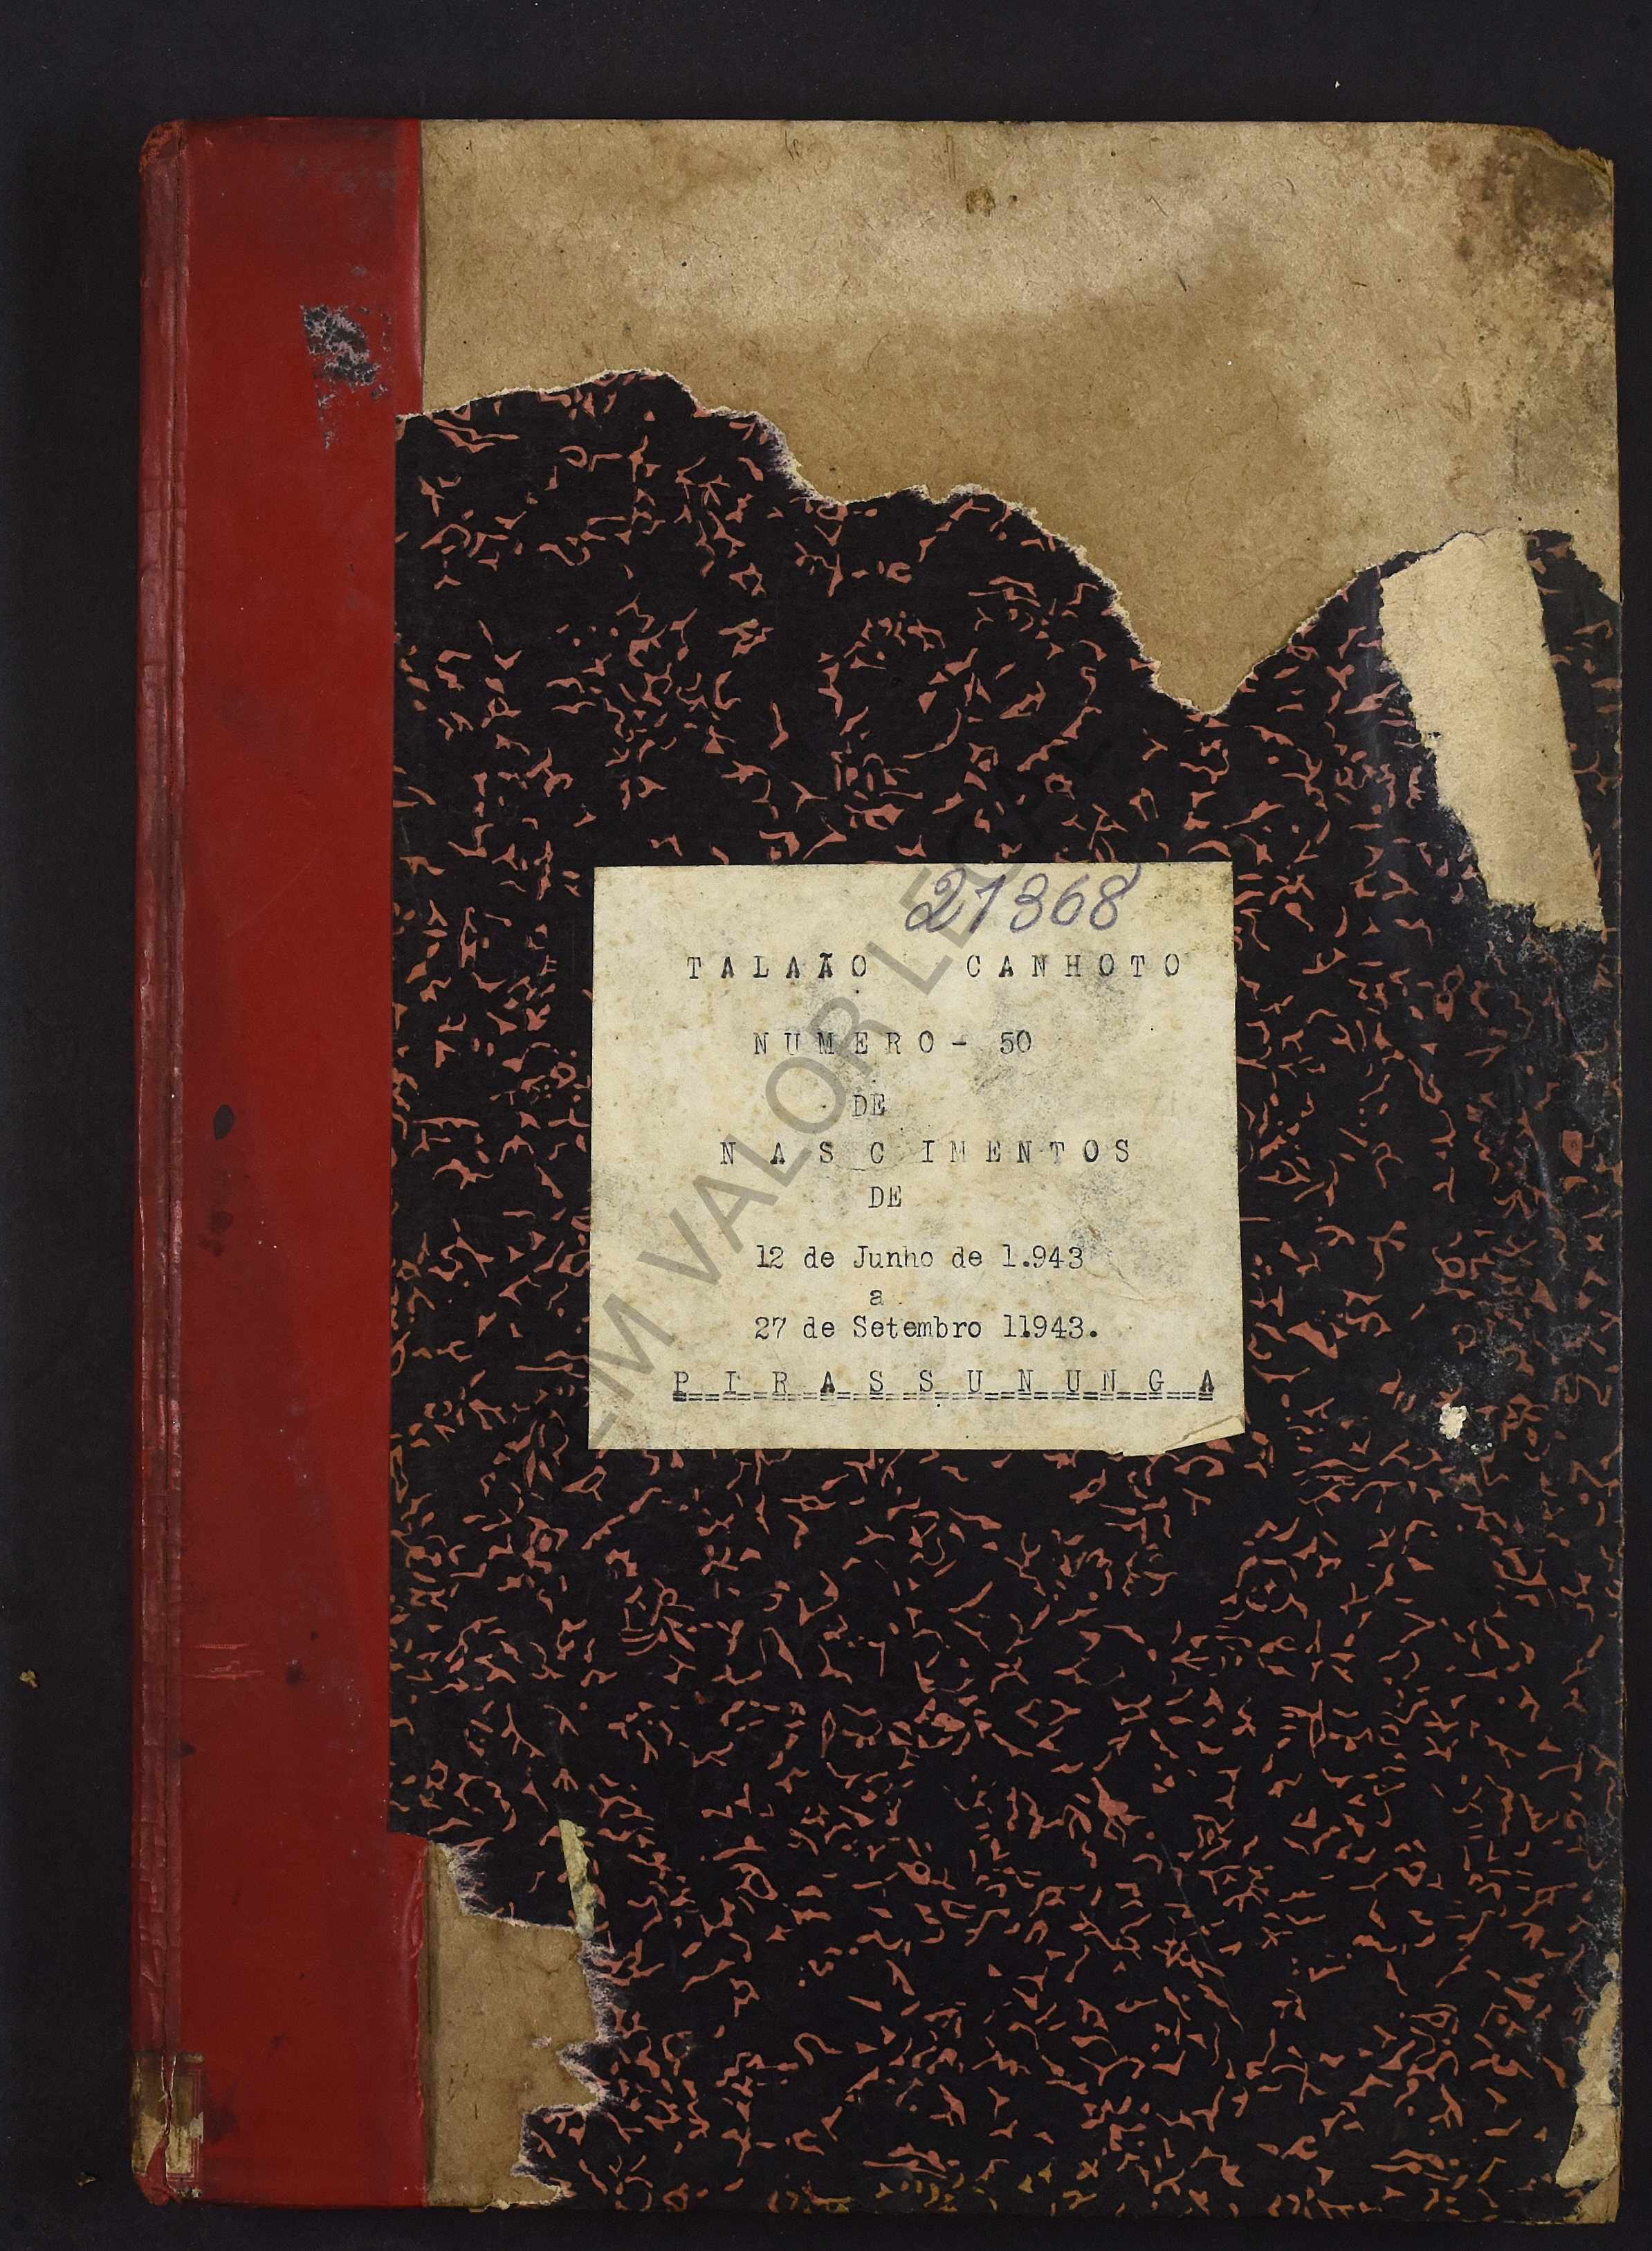 21368
TALAÃO CANHOTO
NUMERO - 50
DE
NASCIMENTOS
DE
12 de Junho de 1.943
a
27 de Setembro 11943.
PIRASSUNUNGA
EM VALOR LEGAL